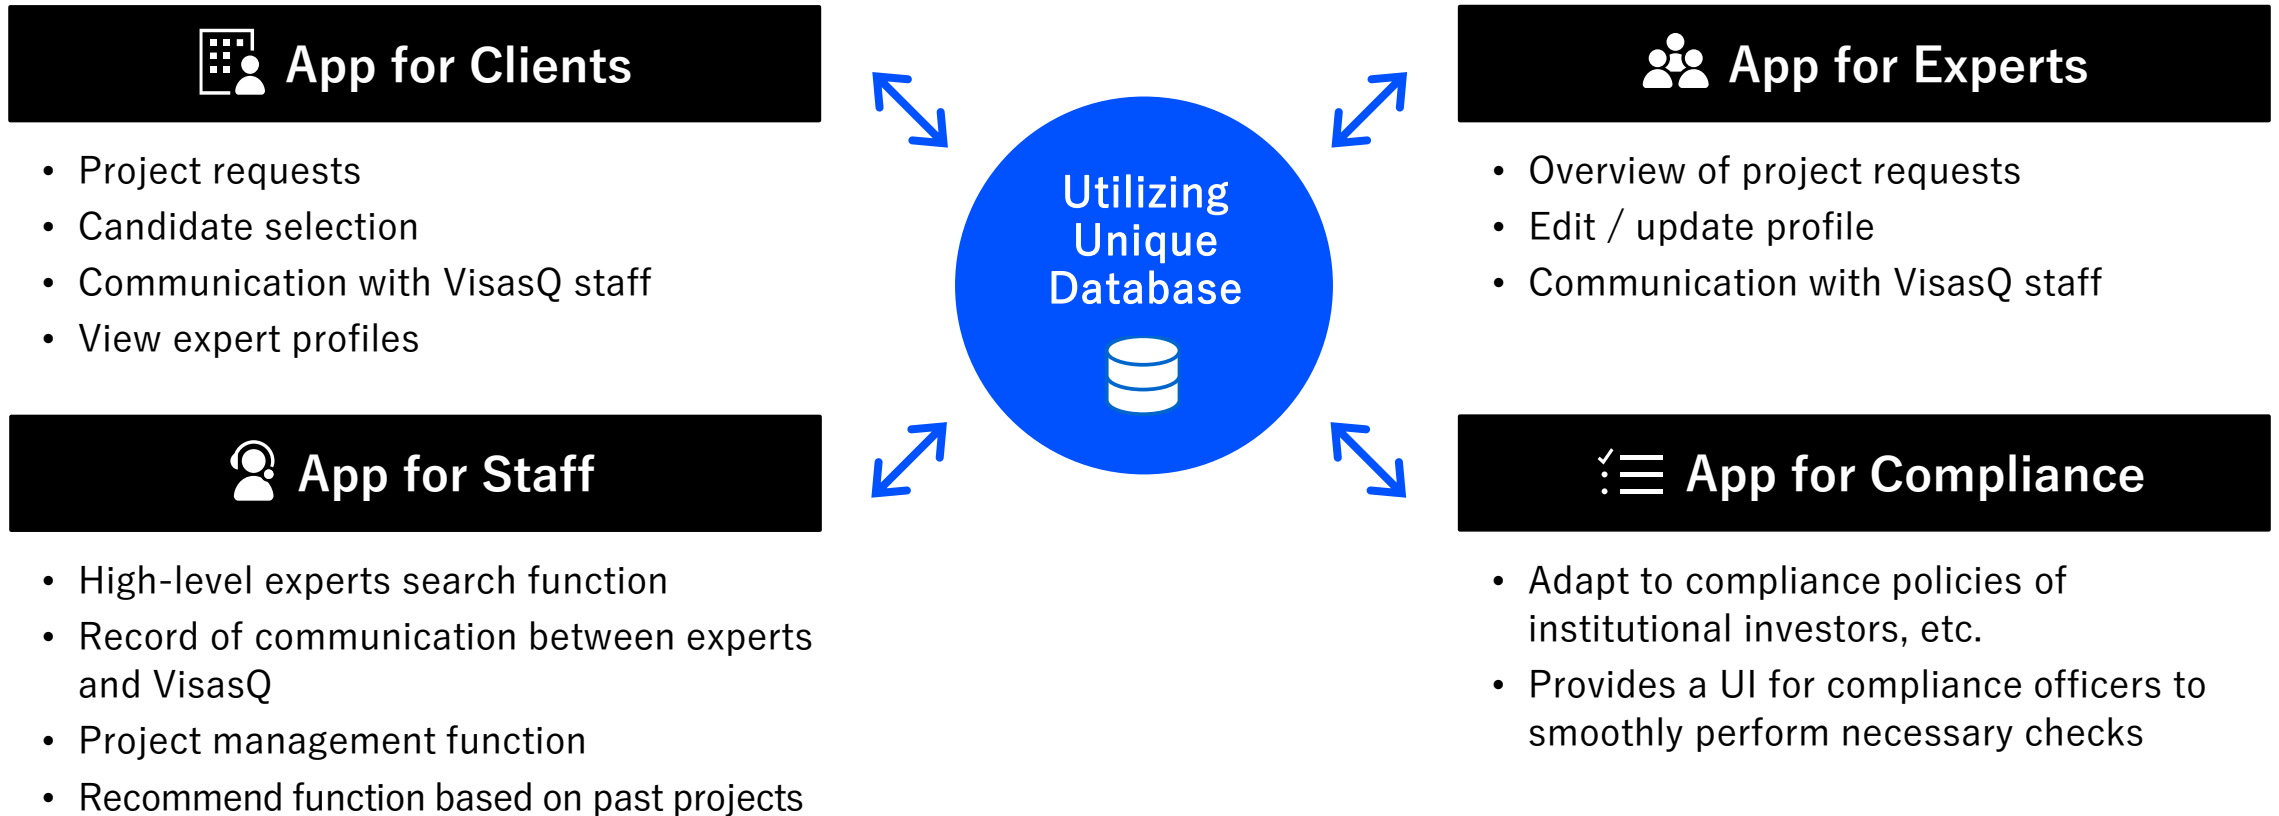 App for Clients
• Project requests
• Candidate selection
• Communication with VisasQ staff
• View expert profiles
Utilizing
Unique
Database
App for Experts
• Overview of project requests
• Edit / update profile
• Communication with VisasQ staff
App for Staff
• High-level experts search function
• Record of communication between experts
and VisasQ
• Project management function
• Recommend function based on past projects
App for Compliance
• Adapt to compliance policies of
institutional investors, etc.
• Provides a UI for compliance officers to
smoothly perform necessary checks